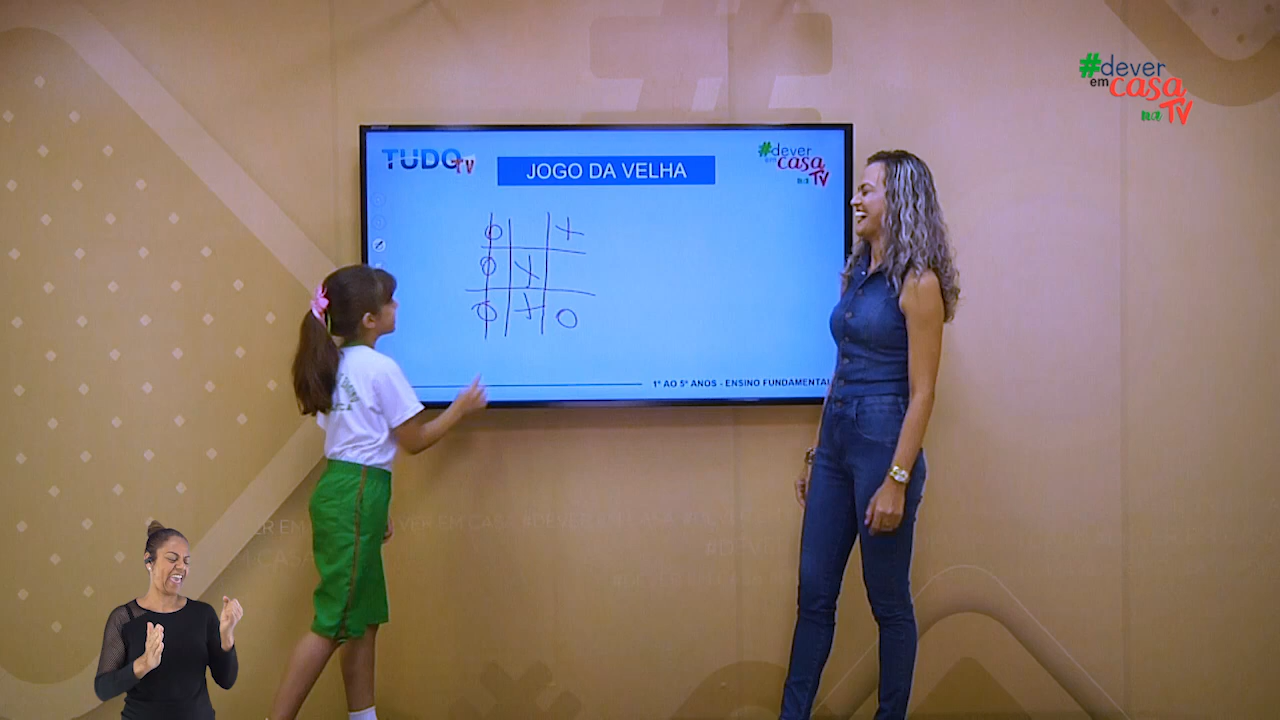 #dever
em casa
na TV
TUDO TV
JOGO DA VELHA
#dever
em casa
na TV
O X
O X
O X O
1º AO 5º ANOS - ENSINO FUNDAMENTAL